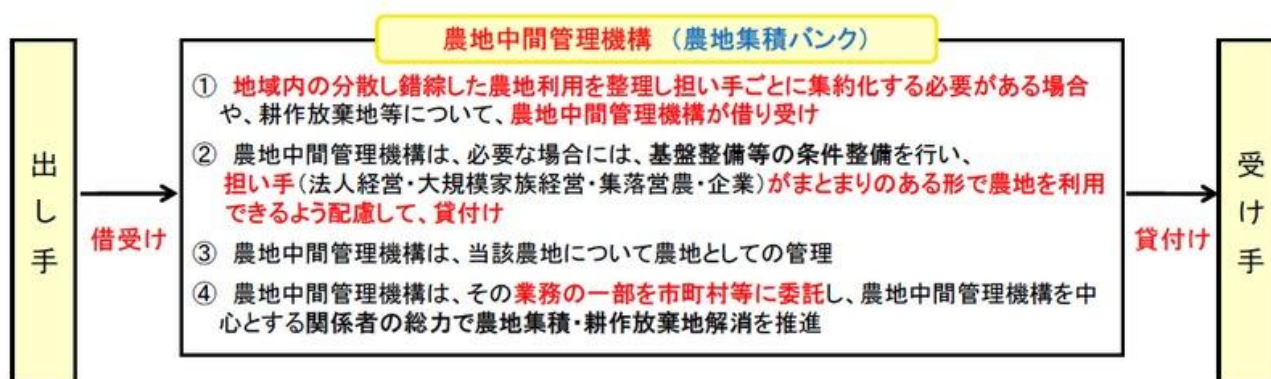 農地中間管理機構 （農地集積バンク）
出し手
借受け
① 地域内の分散し錯綜した農地利用を整理し担い手ごとに集約化する必要がある場合
や、耕作放棄地等について、農地中間管理機構が借り受け
② 農地中間管理機構は、必要な場合には、基盤整備等の条件整備を行い、
担い手（法人経営・大規模家族経営・集落営農・企業）がまとまりのある形で農地を利用
できるよう配慮して、貸付け
③ 農地中間管理機構は、当該農地について農地としての管理
④ 農地中間管理機構は、その業務の一部を市町村等に委託し、農地中間管理機構を中
心とする関係者の総力で農地集積・耕作放棄地解消を推進
貸付け
受け手